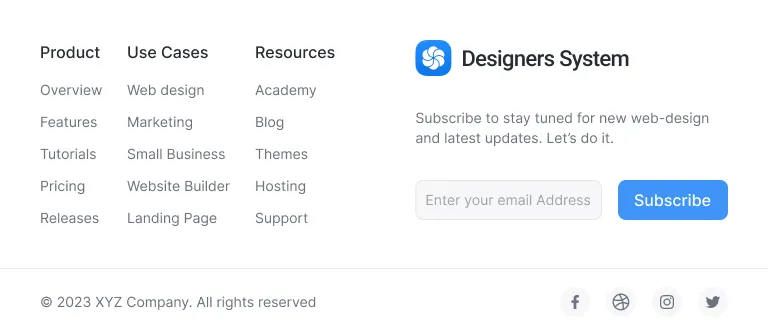 Product
Overview
Features
Tutorials
Pricing
Releases
Use Cases
Web design
Marketing
Small Business
Website Builder
Landing Page
Resources
Academy
Blog
Themes
Hosting
Support
Designers System
Subscribe to stay tuned for new web-design
and latest updates. Let’s do it.
Enter your email Address
Subscribe
© 2023 XYZ Company. All rights reserved